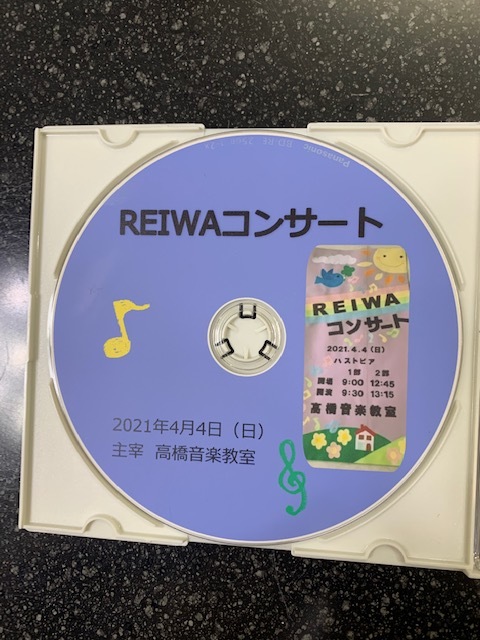 REIWAコンサート
REIWA
コンサート
2021.4.4(日)
パストピア
1部 2部
開場 9:00 12:45
開演 9:30 13:15
高橋音楽教室
2021年4月4日（日）
主宰 高橋音楽教室
Panasonic